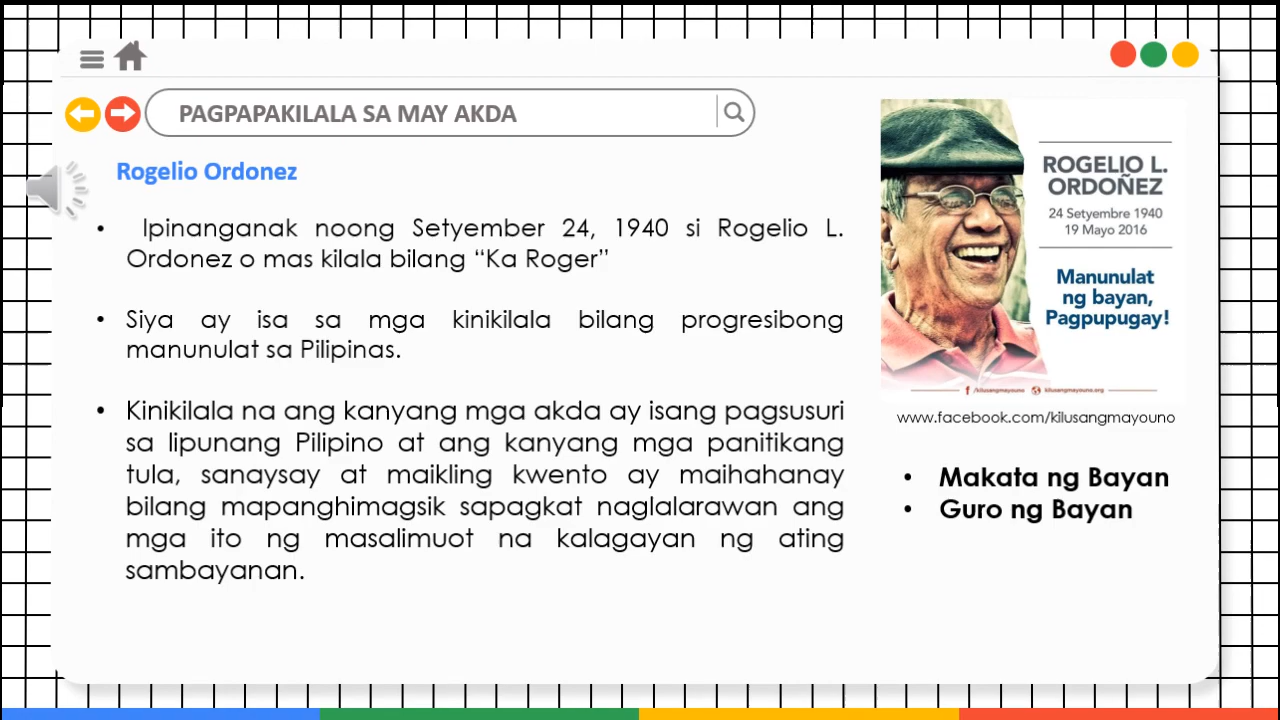 PAGPAPAKILALA SA MAY AKDA
Rogelio Ordonez
• Ipinanganak noong Setyember 24, 1940 si Rogelio L.
Ordonez o mas kilala bilang “Ka Roger”
• Siya ay isa sa mga kinikilala bilang progresibong
manunulat sa Pilipinas.
• Kinikilala na ang kanyang mga akda ay isang pagsusuri
sa lipunang Pilipino at ang kanyang mga panitikang
tula, sanaysay at maikling kwento ay maihahanay
bilang mapanghimagsik sapagkat naglalarawan ang
mga ito ng masalimuot na kalagayan ng ating
sambayanan.
ROGELIO L.
ORDOÑEZ
24 Setyembre 1940
19 Mayo 2016
Manunulat
ng bayan,
Pagpupugay!
/kilusangmayouno kilusangmayouno.org
www.facebook.com/kilusangmayouno
• Makata ng Bayan
• Guro ng Bayan